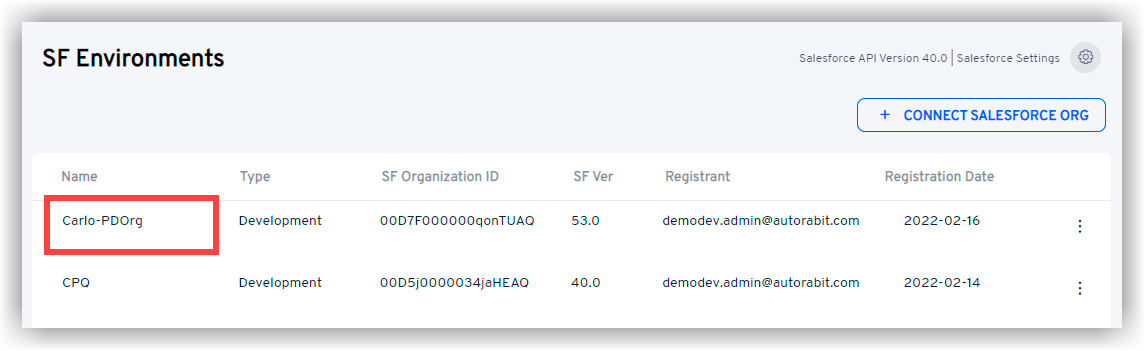 SF Environments
Salesforce API Version 40.0 | Salesforce Settings
+ CONNECT SALESFORCE ORG
Name Type SF Organization ID SF Ver Registrant Registration Date
Carlo-PDOrg Development 00D7F000000qonTUAQ 53.0 demodev.admin@autorabit.com 2022-02-16
CPQ Development 00D5j0000034jaHEAQ 40.0 demodev.admin@autorabit.com 2022-02-14